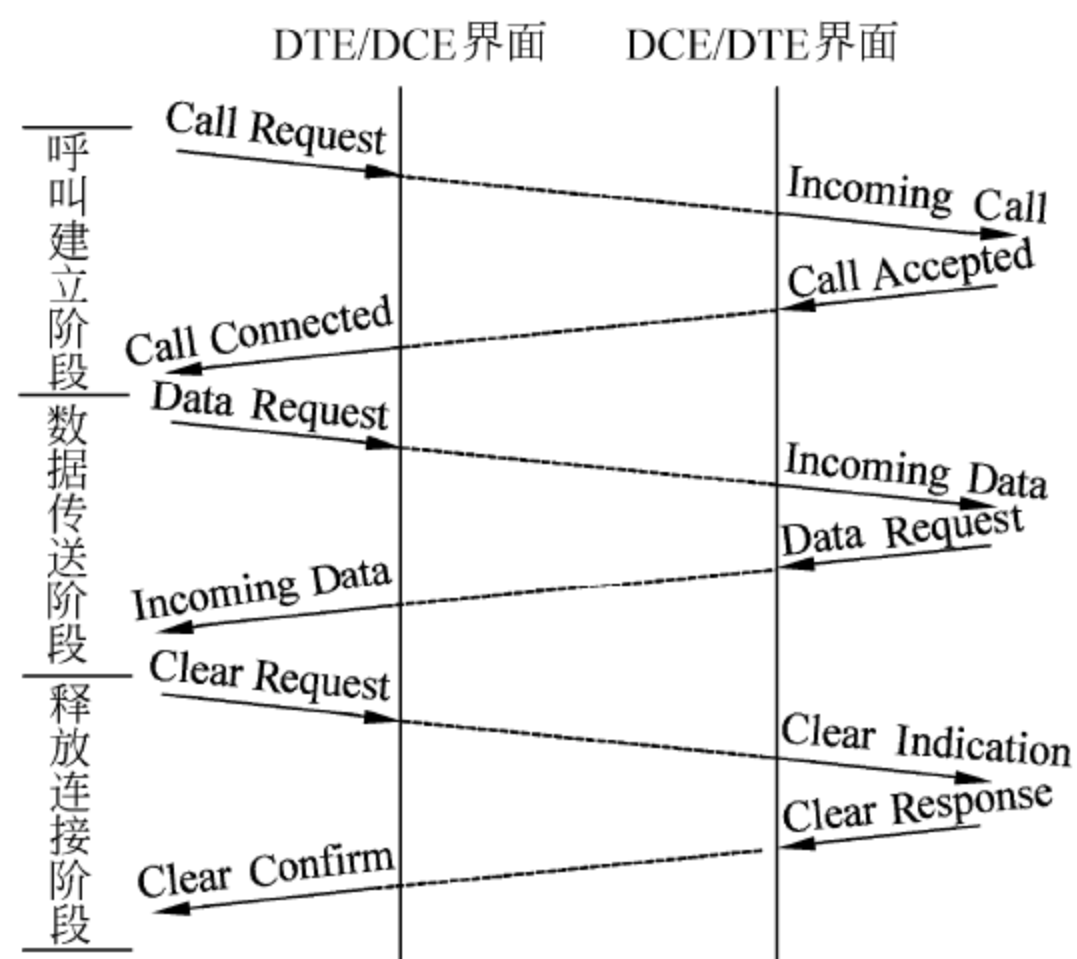 DTE/DCE界面
DCE/DTE界面
呼叫建立阶段
Call Request
Incoming Call
Call Accepted
Call Connected
数据传送阶段
Data Request
Incoming Data
Data Request
Incoming Data
释放连接阶段
Clear Request
Clear Indication
Clear Response
Clear Confirm